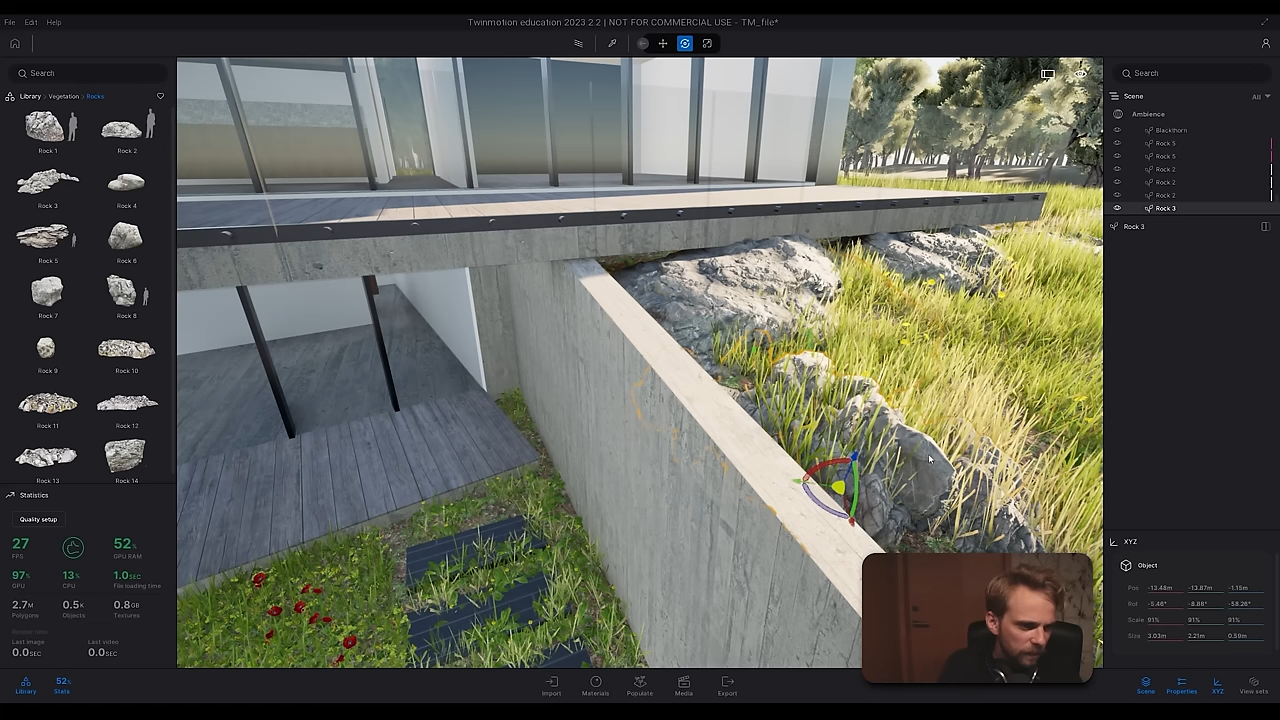 File Edit Help
Twinmotion education 2023.2.2 | NOT FOR COMMERCIAL USE - TM_file*
Search
Library > Vegetation > Rocks
Rock 1
Rock 2
Rock 3
Rock 4
Rock 5
Rock 6
Rock 7
Rock 8
Rock 9
Rock 10
Rock 11
Rock 12
Rock 13
Rock 14
Statistics
Quality setup
27
FPS
52%
GPU RAM
97%
GPU
13%
CPU
1.0SEC
File loading time
2.7M
Polygons
0.5K
Objects
0.8GB
Textures
Last image
0.0SEC
Last video
0.0SEC
Library
52%
Stats
Import
Materials
Populate
Media
Export
Search
Scene
All
Ambience
Blackthorn
Rock 5
Rock 5
Rock 2
Rock 2
Rock 2
Rock 3
Rock 3
XYZ
Object
Pos -13.48m -13.87m -1.15m
Rot -5.46° -8.88° -58.26°
Scale 91% 91% 91%
Size 3.03m 2.21m 0.59m
Scene
Properties
XYZ
View sets